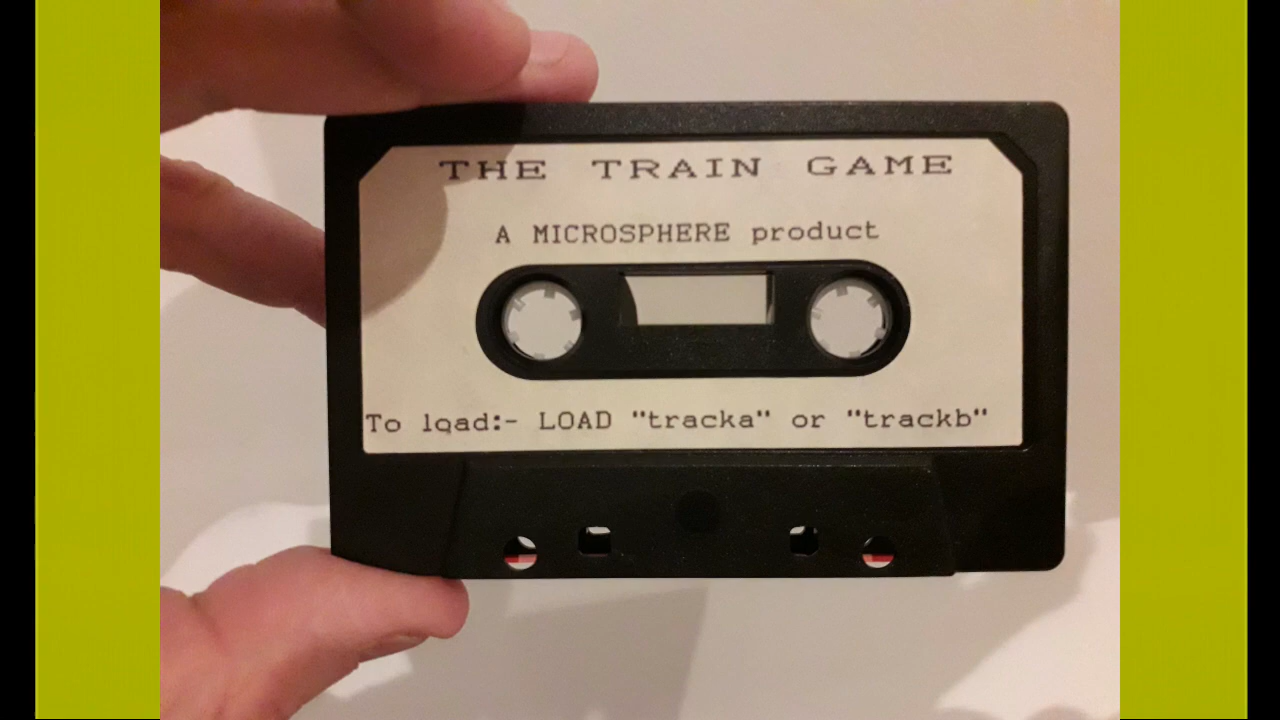 THE TRAIN GAME
A MICROSPHERE product
To load:- LOAD "tracka" or "trackb"